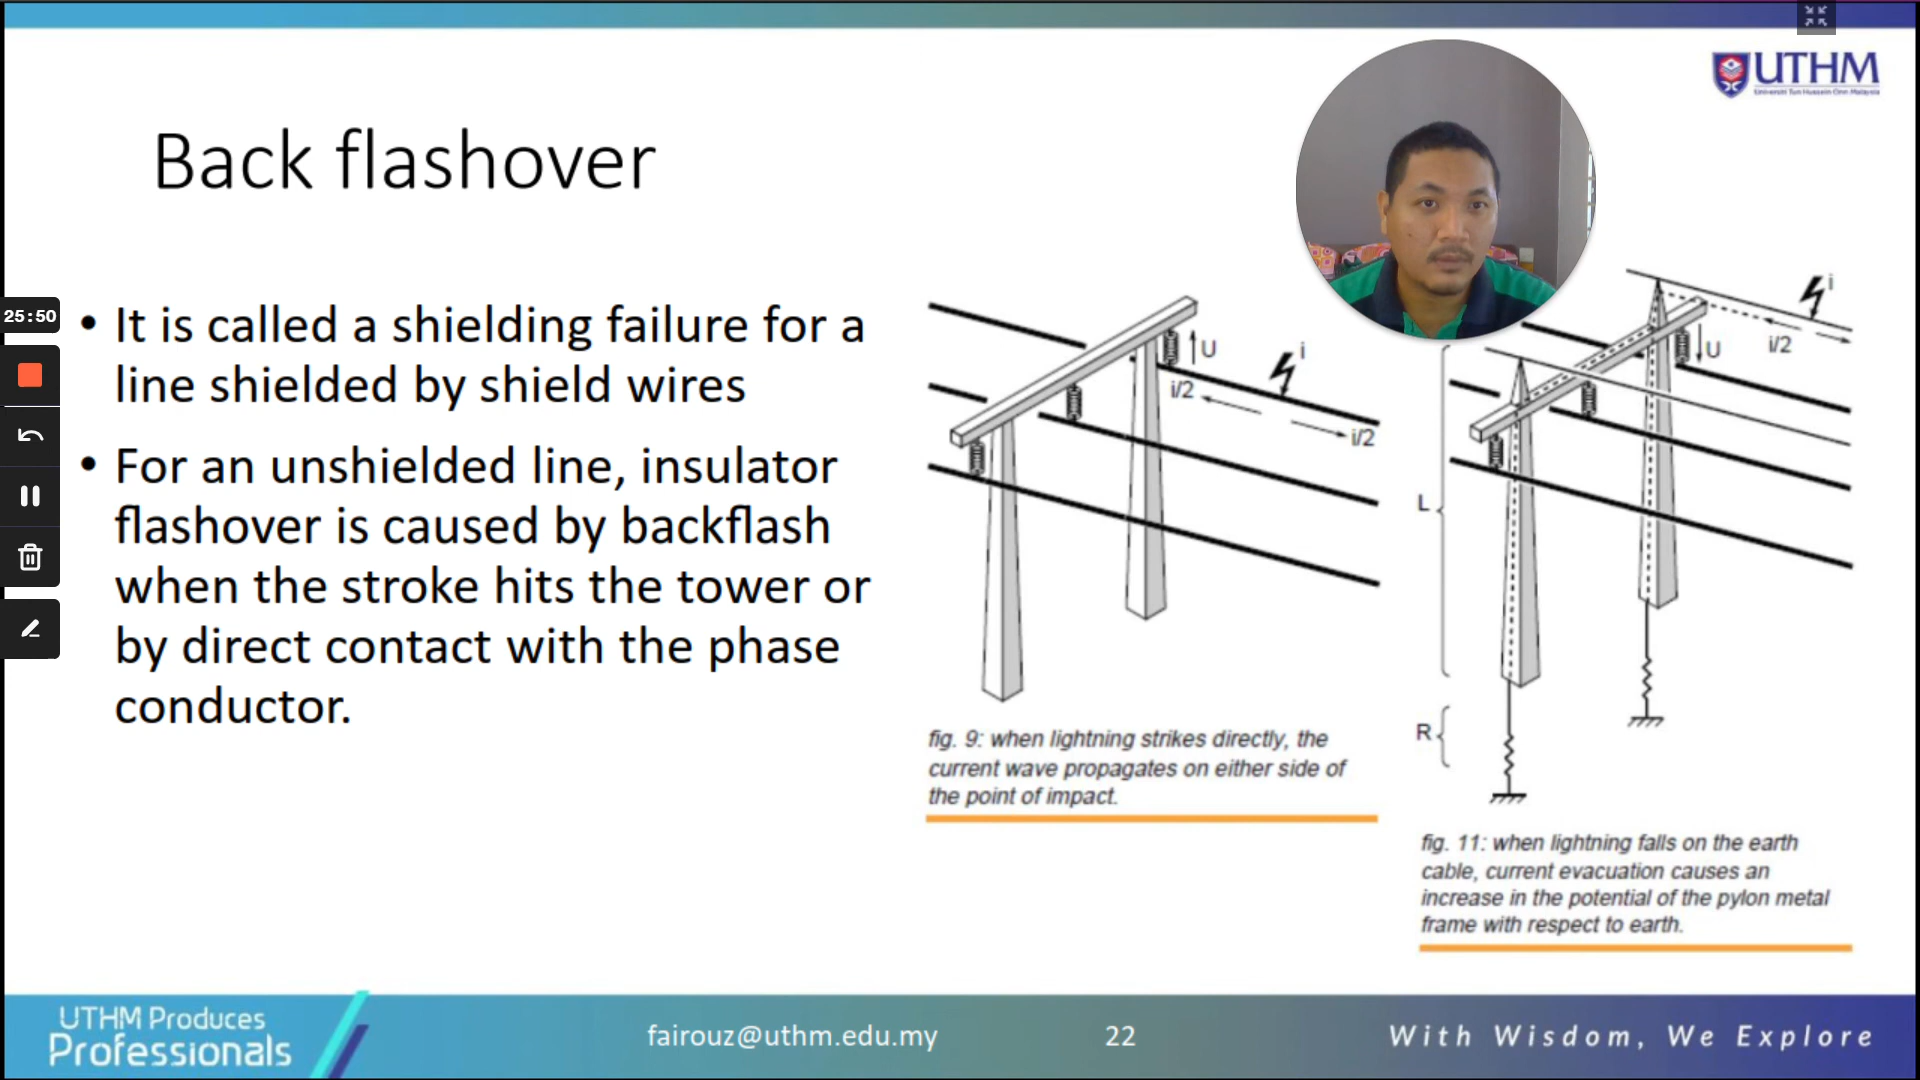 UTHM
Universiti Tun Hussein Onn Malaysia
Back flashover
25:50
• It is called a shielding failure for a
line shielded by shield wires
• For an unshielded line, insulator
flashover is caused by backflash
when the stroke hits the tower or
by direct contact with the phase
conductor.
U
i
i/2
i/2
fig. 9: when lightning strikes directly, the
current wave propagates on either side of
the point of impact.
i
U
i/2
L
R
fig. 11: when lightning falls on the earth
cable, current evacuation causes an
increase in the potential of the pylon metal
frame with respect to earth.
UTHM Produces
Professionals
fairouz@uthm.edu.my
22
With Wisdom, We Explore